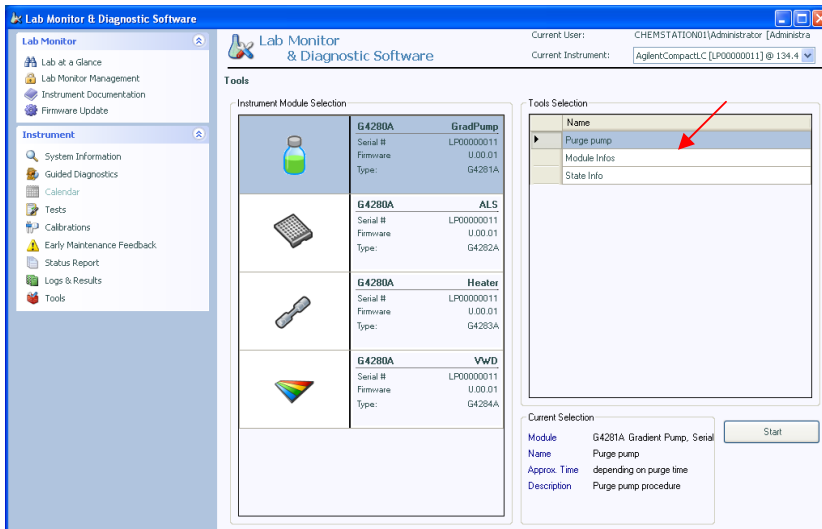 Lab Monitor & Diagnostic Software
Lab Monitor
Lab at a Glance
Lab Monitor Management
Instrument Documentation
Firmware Update
Instrument
System Information
Guided Diagnostics
Calendar
Tests
Calibrations
Early Maintenance Feedback
Status Report
Logs & Results
Tools
Lab Monitor
& Diagnostic Software
Current User: CHEMSTATION01\Administrator [Administra
Current Instrument: AgilentCompactLC [LP00000011] @ 134.4
Tools
Instrument Module Selection
G4280A GradPump
Serial # LP00000011
Firmware U.00.01
Type: G4281A
G4280A ALS
Serial # LP00000011
Firmware U.00.01
Type: G4282A
G4280A Heater
Serial # LP00000011
Firmware U.00.01
Type: G4283A
G4280A VWD
Serial # LP00000011
Firmware U.00.01
Type: G4284A
Tools Selection
Name
Purge pump
Module Infos
State Info
Current Selection
Module G4281A Gradient Pump, Serial
Name Purge pump
Approx. Time depending on purge time
Description Purge pump procedure
Start